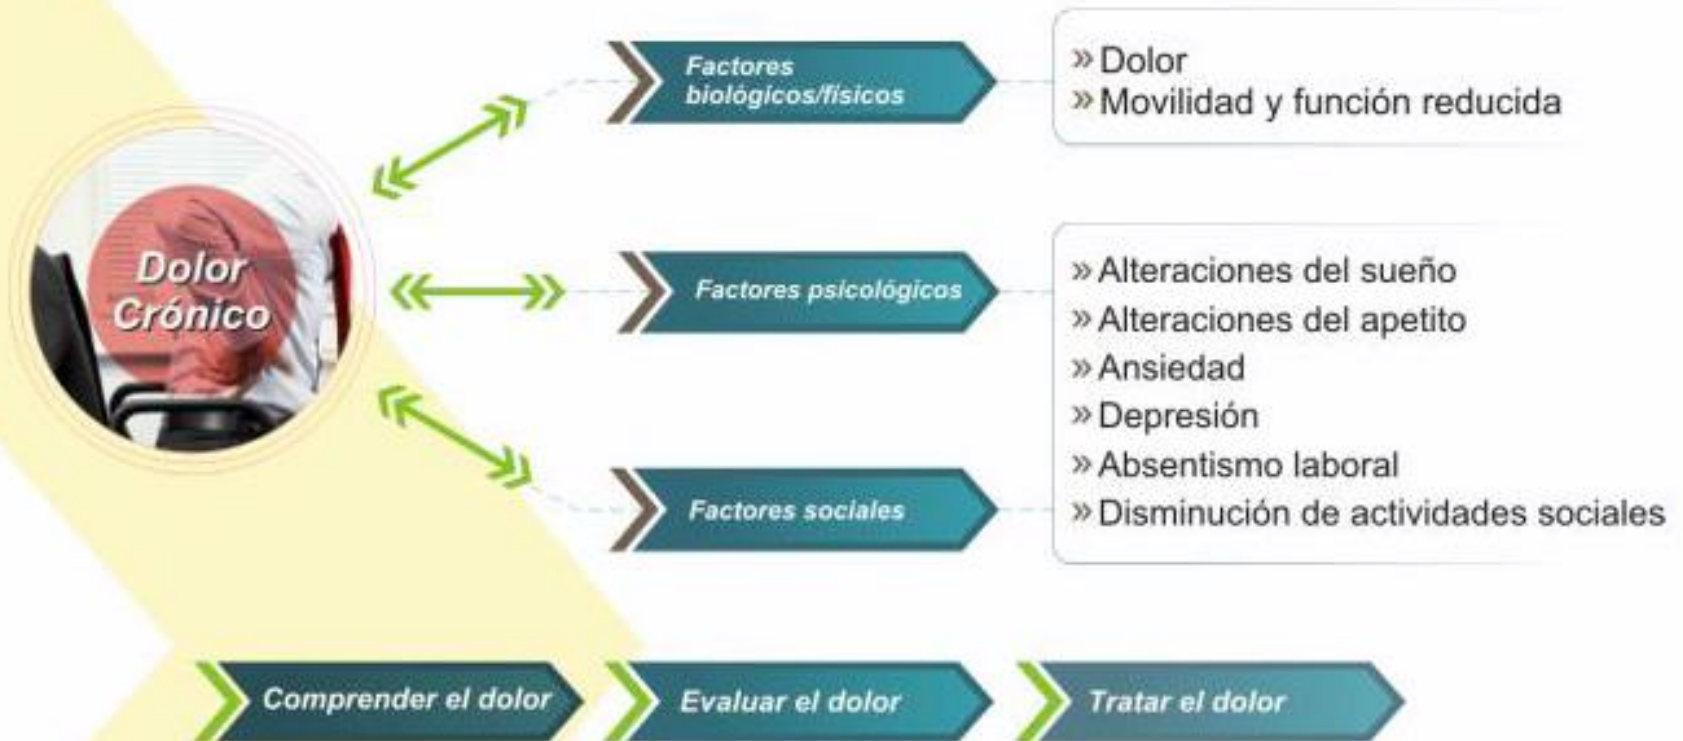 Dolor
Crónico
Factores
biológicos/físicos
» Dolor
» Movilidad y función reducida
Factores psicológicos
» Alteraciones del sueño
» Alteraciones del apetito
» Ansiedad
» Depresión
» Absentismo laboral
» Disminución de actividades sociales
Factores sociales
Comprender el dolor
Evaluar el dolor
Tratar el dolor